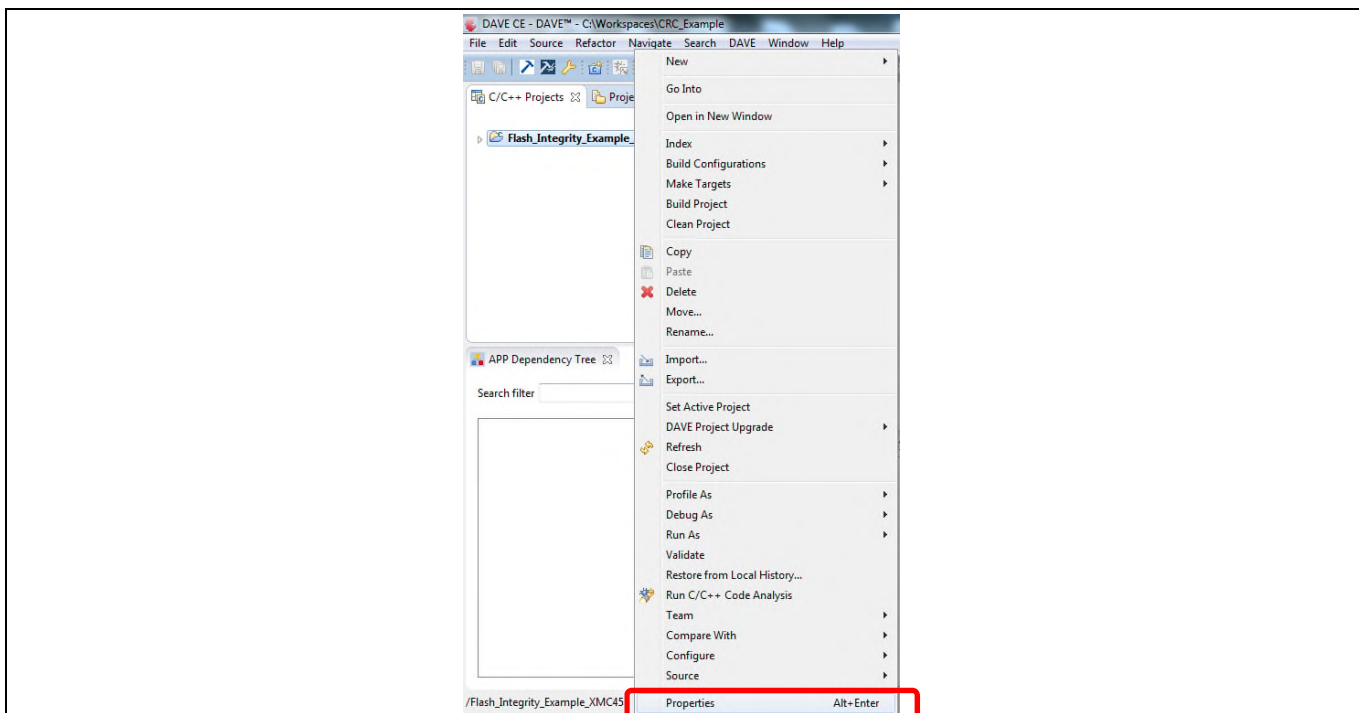 DAVE CE - DAVE™ - C:\Workspaces\CRC_Example
File Edit Source Refactor Navigate Search DAVE Window Help
C/C++ Projects Proje
Flash_Integrity_Example_
New
Go Into
Open in New Window
Index
Build Configurations
Make Targets
Build Project
Clean Project
Copy
Paste
Delete
Move...
Rename...
Import...
Export...
Set Active Project
DAVE Project Upgrade
Refresh
Close Project
Profile As
Debug As
Run As
Validate
Restore from Local History...
Run C/C++ Code Analysis
Team
Compare With
Configure
Source
Properties Alt+Enter
APP Dependency Tree
Search filter
/Flash_Integrity_Example_XMC45